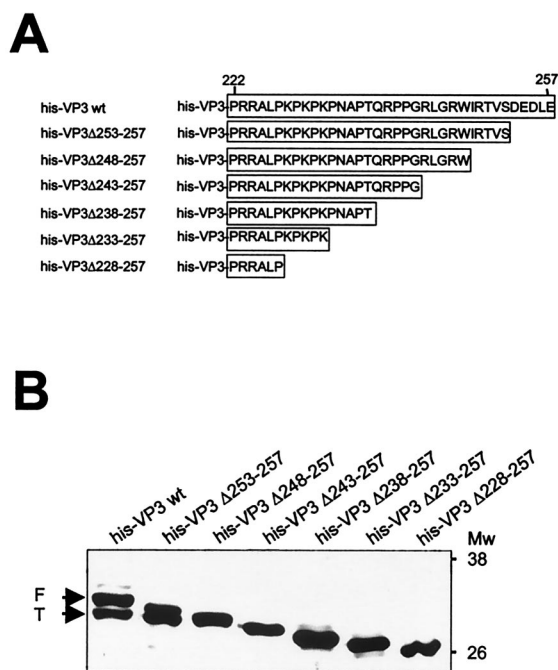 A
222 257
his-VP3 wt his-VP3 PRRALPKPKPKPNAPTQRPPGRLGRWIRTVSDEDLE
his-VP3Δ253-257 his-VP3 PRRALPKPKPKPNAPTQRPPGRLGRWIRTVS
his-VP3Δ248-257 his-VP3 PRRALPKPKPKPNAPTQRPPGRLGRW
his-VP3Δ243-257 his-VP3 PRRALPKPKPKPNAPTQRPPG
his-VP3Δ238-257 his-VP3 PRRALPKPKPKPNAPT
his-VP3Δ233-257 his-VP3 PRRALPKPKPK
his-VP3Δ228-257 his-VP3 PRRALP
B
his-VP3 wt
his-VP3 Δ253-257
his-VP3 Δ248-257
his-VP3 Δ243-257
his-VP3 Δ238-257
his-VP3 Δ233-257
his-VP3 Δ228-257
Mw
38
F
T
26